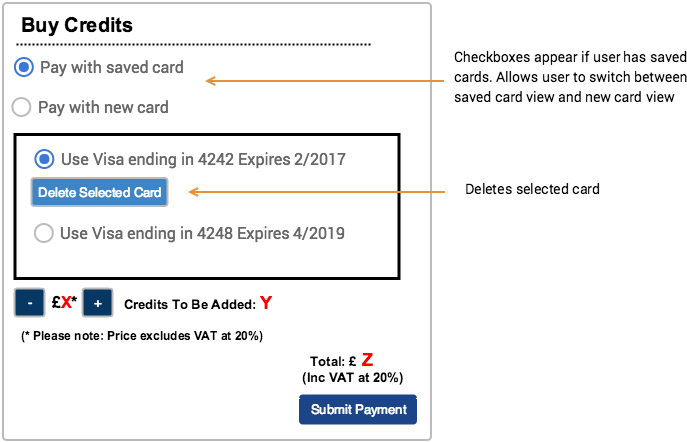 Buy Credits
Pay with saved card
Checkboxes appear if user has saved
cards. Allows user to switch between
saved card view and new card view
Pay with new card
Use Visa ending in 4242 Expires 2/2017
Delete Selected Card
Deletes selected card
Use Visa ending in 4248 Expires 4/2019
- £X* + Credits To Be Added: Y
(* Please note: Price excludes VAT at 20%)
Total: £ Z
(Inc VAT at 20%)
Submit Payment